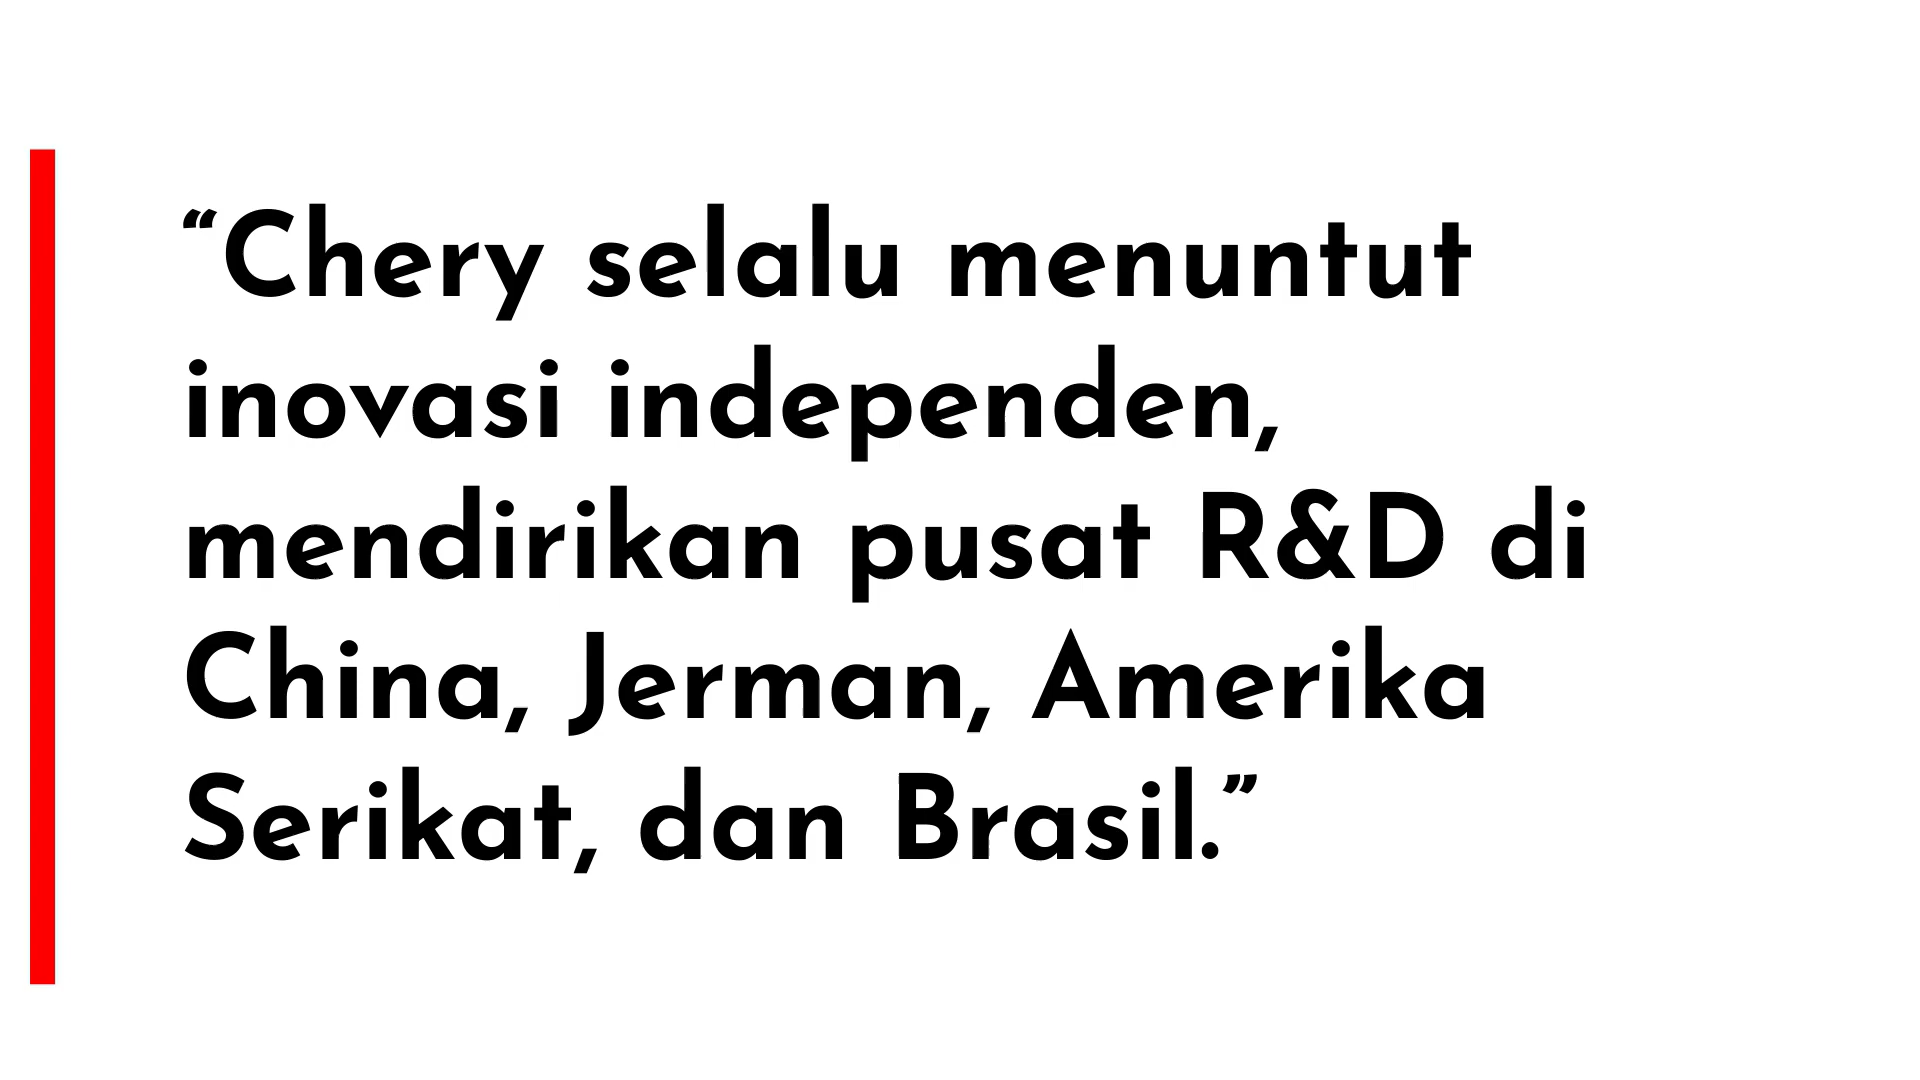 “Chery selalu menuntut
inovasi independen,
mendirikan pusat R&D di
China, Jerman, Amerika
Serikat, dan Brasil.”